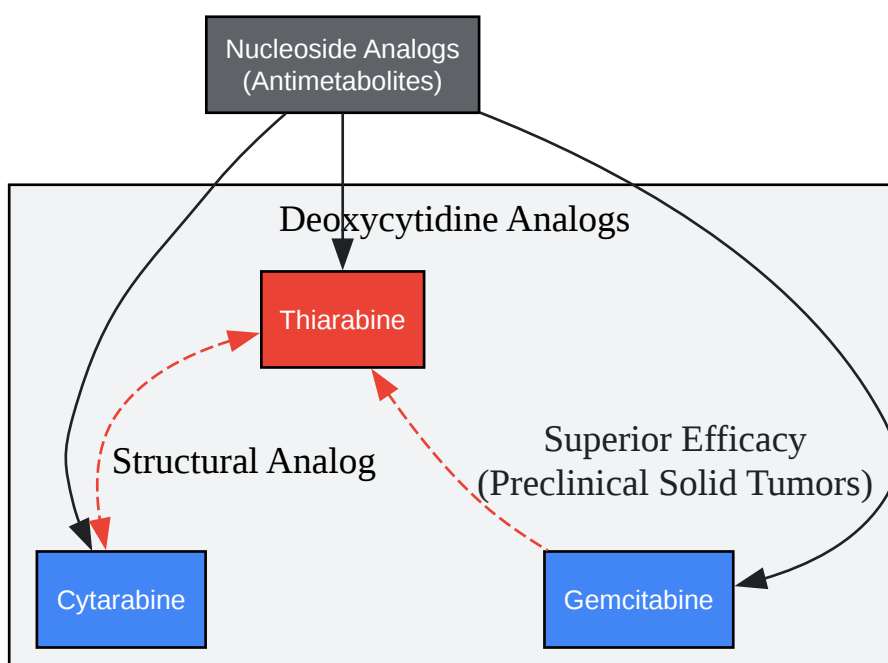 Nucleoside Analogs
(Antimetabolites)
Deoxycytidine Analogs
Thiarabine
Superior Efficacy
(Preclinical Solid Tumors)
Structural Analog
Cytarabine
Gemcitabine